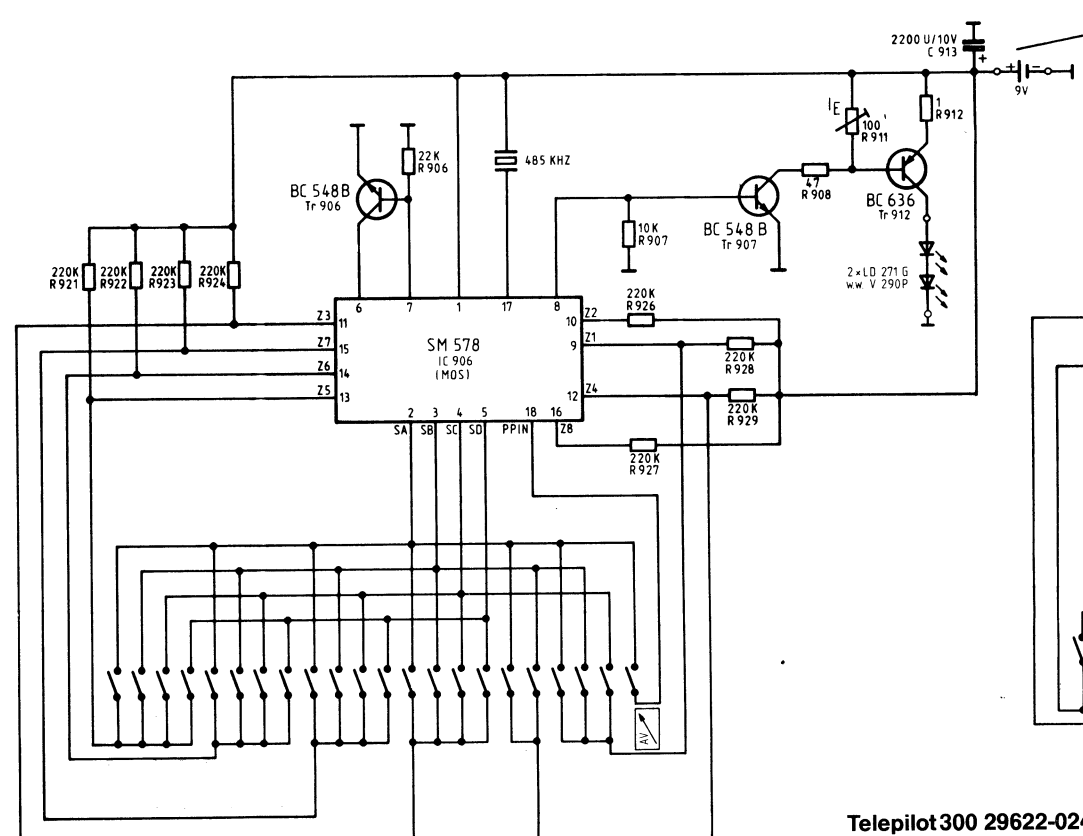 2200 U/10V
C 913
+
+
−
9V
IE
100
R 911
1
R 912
22K
R 906
485 KHZ
BC 548 B
Tr 906
47
R 908
BC 636
Tr 912
10K
R 907
BC 548 B
Tr 907
220K
R 921
220K
R 922
220K
R 923
220K
R 924
2 x LD 271 G
w.w. V 290P
220K
R 926
6
7
1
17
8
Z3
11
10
Z2
Z7
15
SM 578
IC 906
(MOS)
9
Z1
220K
R 928
Z6
14
Z5
13
12
Z4
220K
R 929
2
3
4
5
18
16
SA
SB
SC
SD
PPIN
Z8
220K
R 927
AV
Telepilot 300 29622-024